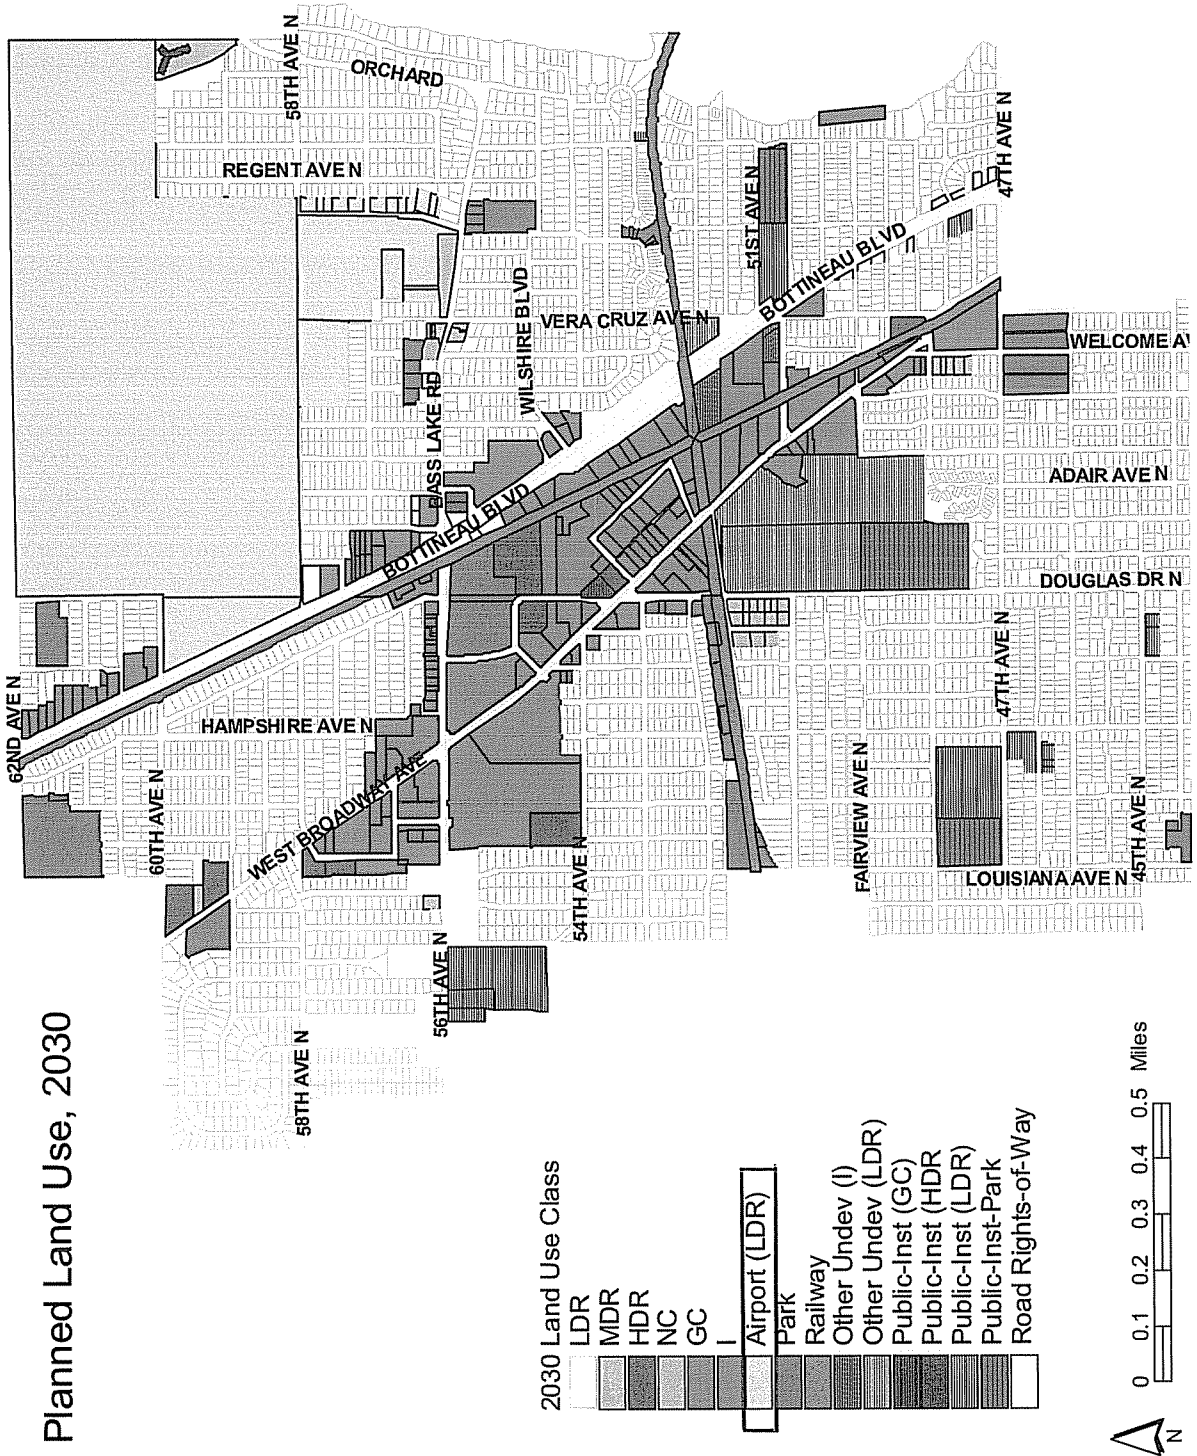 Planned Land Use, 2030
58TH AVE N
ORCHARD
REGENT AVE N
47TH AVE N
51ST AVE N
BOTTINEAU BLVD
WILSHIRE BLVD
VERA CRUZ AVE N
WELCOME AV
BASS LAKE RD
ADAIR AVE N
BOTTINEAU BLVD
DOUGLAS DR N
62ND AVE N
HAMPSHIRE AVE N
47TH AVE N
60TH AVE N
WEST BROADWAY AVE
FAIRVIEW AVE N
45TH AVE N
54TH AVE N
LOUISIANA AVE N
56TH AVE N
58TH AVE N
2030 Land Use Class
LDR
MDR
HDR
NC
GC
I
Airport (LDR)
Park
Railway
Other Undev (I)
Other Undev (LDR)
Public-Inst (GC)
Public-Inst (HDR
Public-Inst (LDR)
Public-Inst-Park
Road Rights-of-Way
0 0.1 0.2 0.3 0.4 0.5 Miles
N